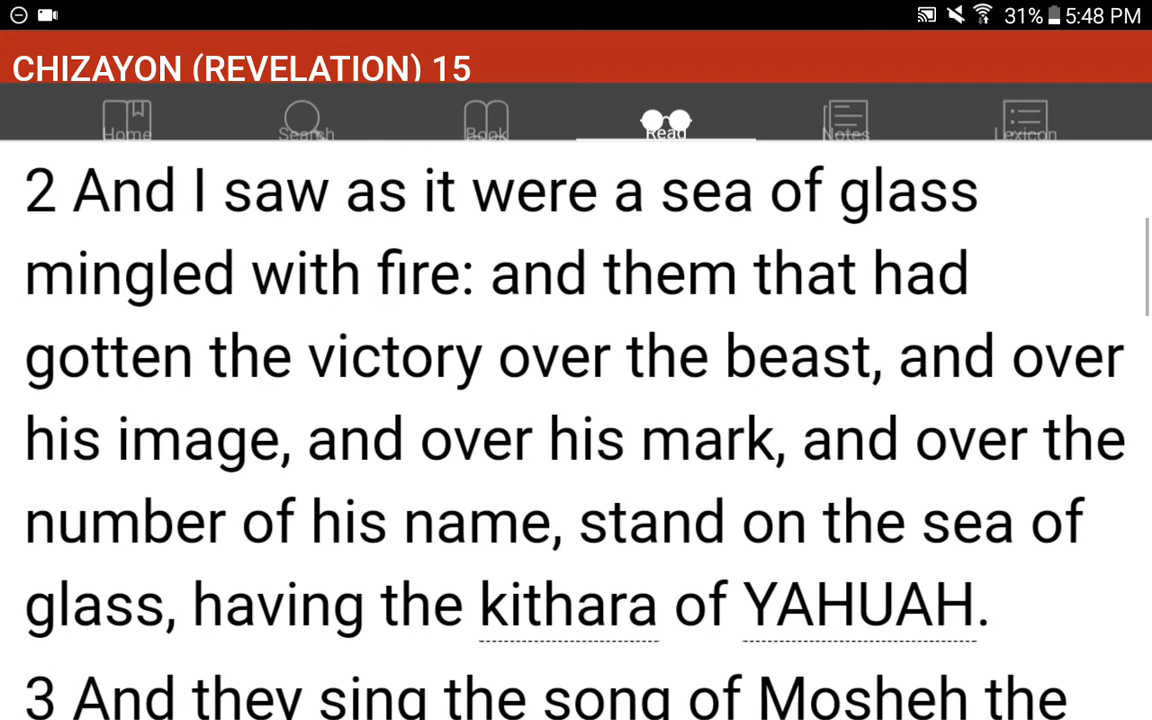 31% 5:48 PM
CHIZAYON (REVELATION) 15
Home Search Book Read Notes Lexicon
2 And I saw as it were a sea of glass
mingled with fire: and them that had
gotten the victory over the beast, and over
his image, and over his mark, and over the
number of his name, stand on the sea of
glass, having the kithara of YAHUAH.
3 And they sing the song of Mosheh the